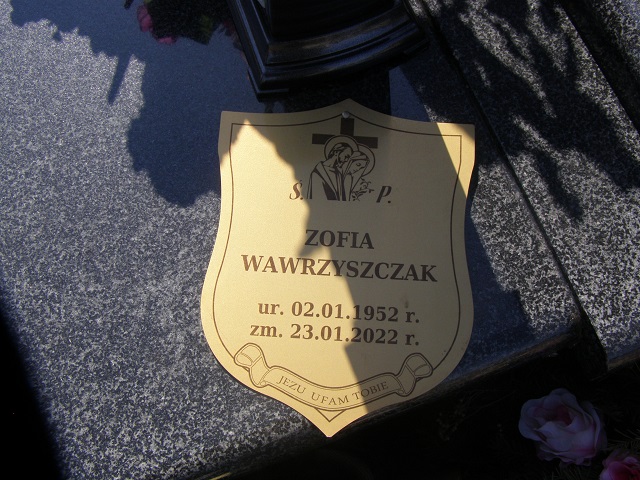 Ś. P.
ZOFIA
WAWRZYSZCZAK
ur. 02.01.1952 r.
zm. 23.01.2022 r.
JEZU UFAM TOBIE